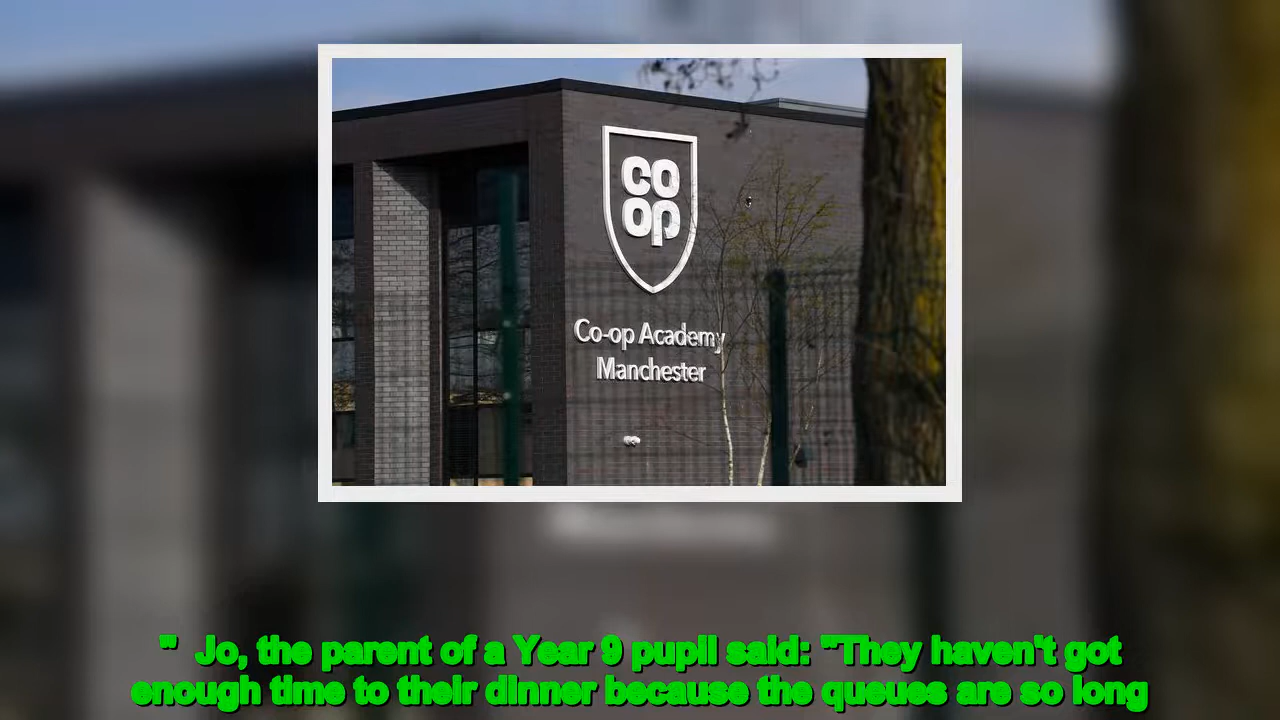 co
op
Co-op Academy
Manchester
" Jo, the parent of a Year 9 pupil said: "They haven't got
enough time to their dinner because the queues are so long